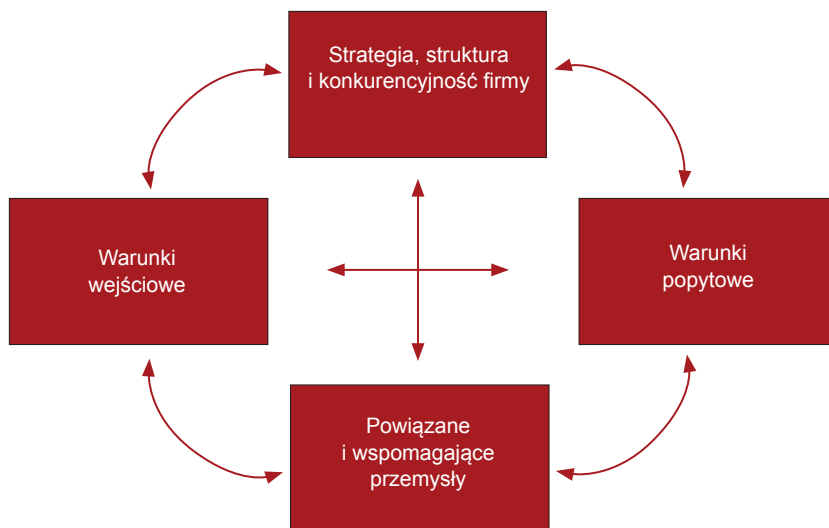 Strategia, struktura
i konkurencyjność firmy
Warunki
wejściowe
Warunki
popytowe
Powiązane
i wspomagające
przemysły